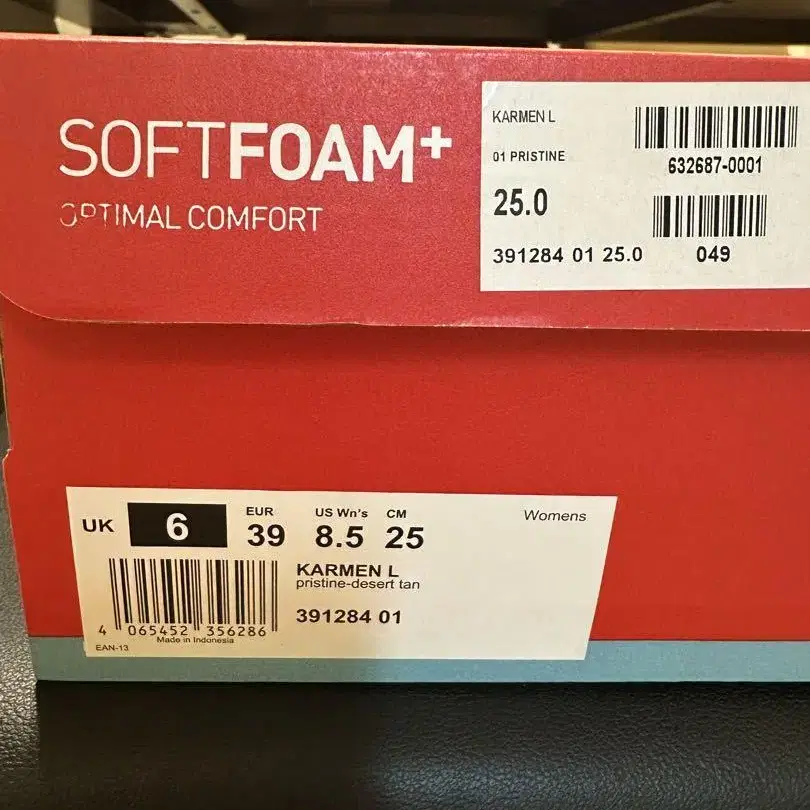 SOFTFOAM+
OPTIMAL COMFORT
KARMEN L
632687-0001
01 PRISTINE
25.0
391284 01 25.0
049
UK 6
EUR 39
US Wn's 8.5
CM 25
Womens
KARMEN L
pristine-desert tan
391284 01
4 065452 356286
Made in Indonesia
EAN-13